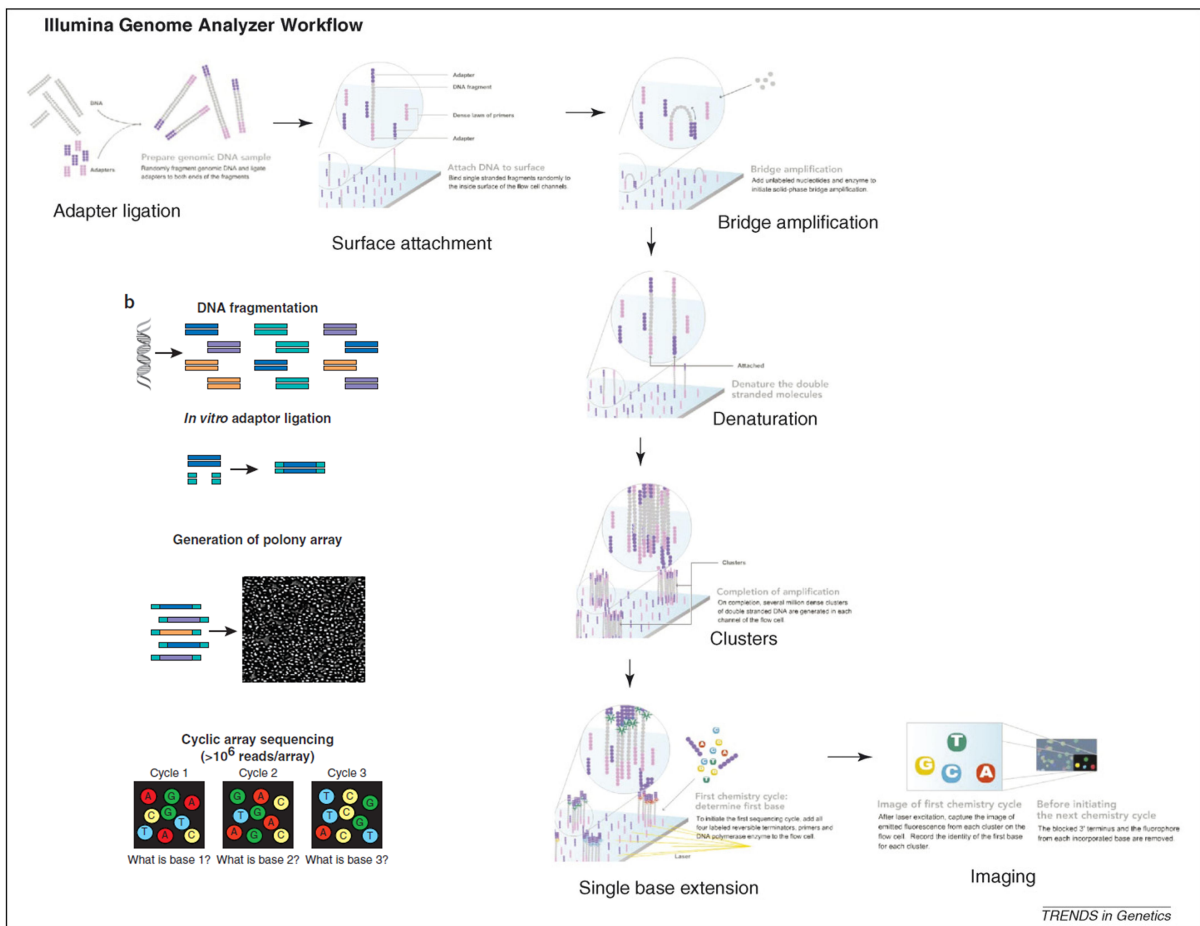 Illumina Genome Analyzer Workflow
DNA
Adapters
Prepare genomic DNA sample
Randomly fragment genomic DNA and ligate
adapters to both ends of the fragments
Adapter ligation
Adapter
DNA fragment
Dense lawn of primers
Adapter
Attach DNA to surface
Bind single stranded fragments randomly to
the inside surface of the flow cell channels.
Surface attachment
Bridge amplification
Add unlabeled nucleotides and enzyme to
initiate solid-phase bridge amplification.
Bridge amplification
Attached
Denature the double
stranded molecules
Denaturation
Clusters
Completion of amplification
On completion, several million dense clusters
of double stranded DNA are generated in each
channel of the flow cell.
Clusters
First chemistry cycle:
determine first base
To initiate the first sequencing cycle, add all
four labeled reversible terminators, primers and
DNA polymerase enzyme to the flow cell.
Laser
Single base extension
T
G C A
Image of first chemistry cycle
After laser excitation, capture the image of
emitted fluorescence from each cluster on the
flow cell. Record the identity of the first base
for each cluster.
Before initiating
the next chemistry cycle
The blocked 3' terminus and the fluorophore
from each incorporated base are removed.
Imaging
b
DNA fragmentation
In vitro adaptor ligation
Generation of polony array
Cyclic array sequencing
(>10⁶ reads/array)
Cycle 1 Cycle 2 Cycle 3
A G A G A C T C
C T T G C G
T A C A G C T
What is base 1? What is base 2? What is base 3?
TRENDS in Genetics